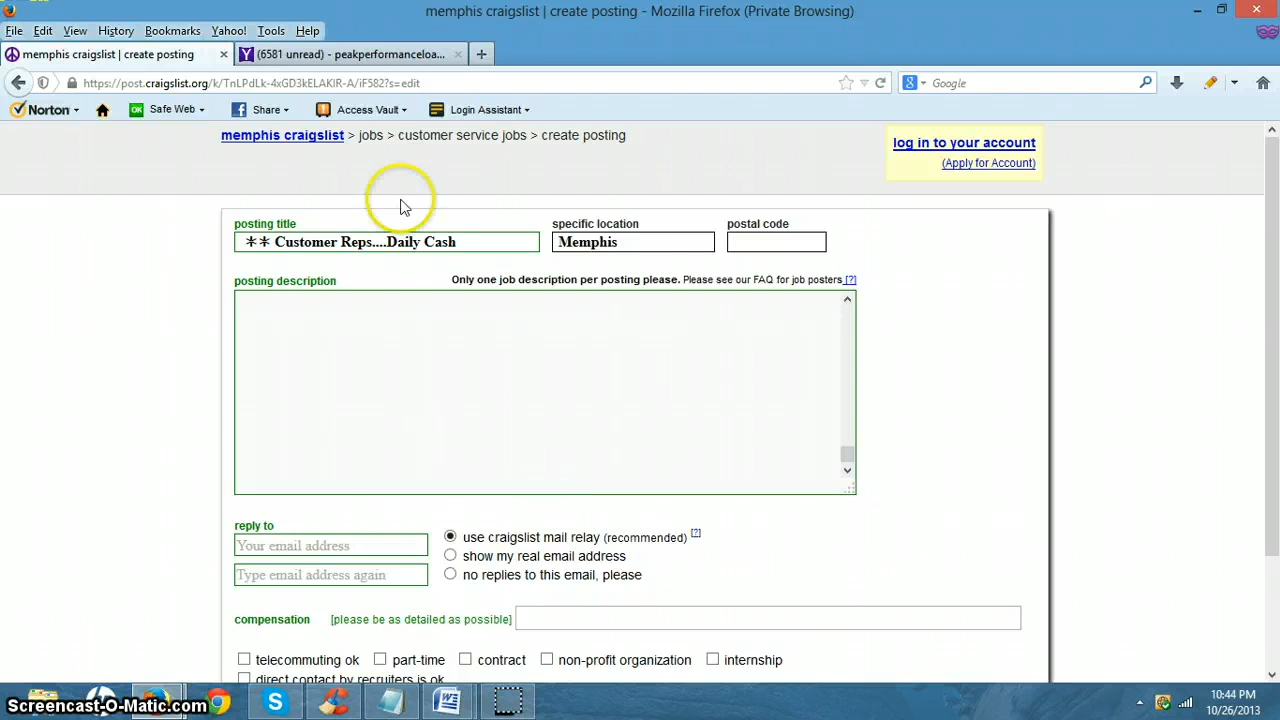 memphis craigslist | create posting - Mozilla Firefox (Private Browsing)
File Edit View History Bookmarks Yahoo! Tools Help
memphis craigslist | create posting × (6581 unread) - peakperformanceloa... × +
https://post.craigslist.org/k/TnLPdLk-4xGD3kELAKIR-A/iF582?s=edit Google
Norton Safe Web Share Access Vault Login Assistant
memphis craigslist > jobs > customer service jobs > create posting
log in to your account
(Apply for Account)
posting title specific location postal code
** Customer Reps....Daily Cash Memphis
posting description Only one job description per posting please. Please see our FAQ for job posters [?]
reply to
Your email address use craigslist mail relay (recommended) [?]
show my real email address
Type email address again no replies to this email, please
compensation [please be as detailed as possible]
telecommuting ok part-time contract non-profit organization internship
direct contact by recruiters is ok
10:44 PM
10/26/2013
Screencast-O-Matic.com